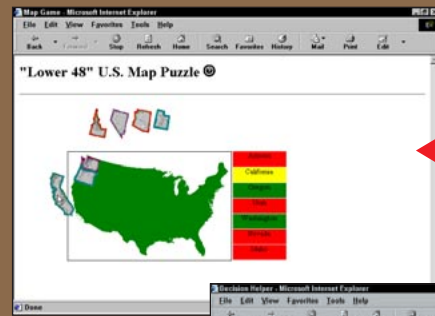 Map Game - Microsoft Internet Explorer
File Edit View Favorites Tools Help
Back Forward Stop Refresh Home Search Favorites History Mail Print Edit
"Lower 48" U.S. Map Puzzle
Arizona
California
Oregon
Utah
Washington
Nevada
Idaho
Done
Decision Helper - Microsoft Internet Explorer
File Edit View Favorites Tools Help